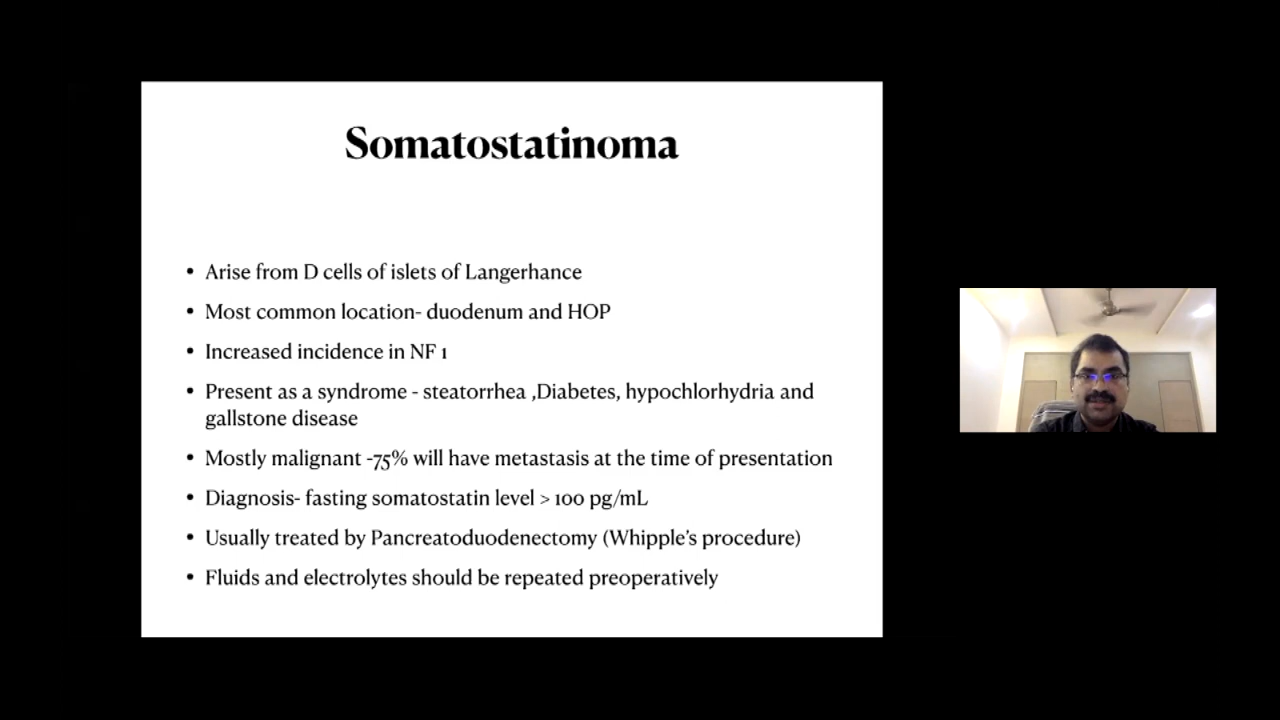 Somatostatinoma
• Arise from D cells of islets of Langerhance
• Most common location- duodenum and HOP
• Increased incidence in NF 1
• Present as a syndrome - steatorrhea ,Diabetes, hypochlorhydria and
gallstone disease
• Mostly malignant -75% will have metastasis at the time of presentation
• Diagnosis- fasting somatostatin level > 100 pg/mL
• Usually treated by Pancreatoduodenectomy (Whipple's procedure)
• Fluids and electrolytes should be repeated preoperatively